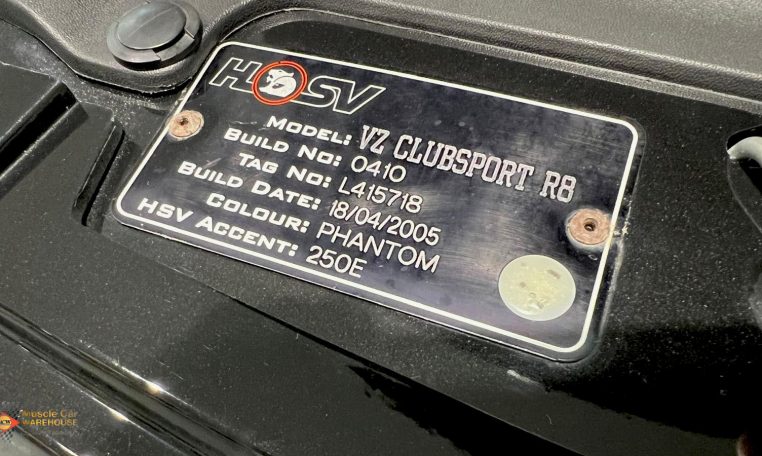 HSV
MODEL: VZ CLUBSPORT R8
BUILD NO: 0410
TAG NO: L415718
BUILD DATE: 18/04/2005
COLOUR: PHANTOM
HSV ACCENT: 250E
Muscle Car
WAREHOUSE